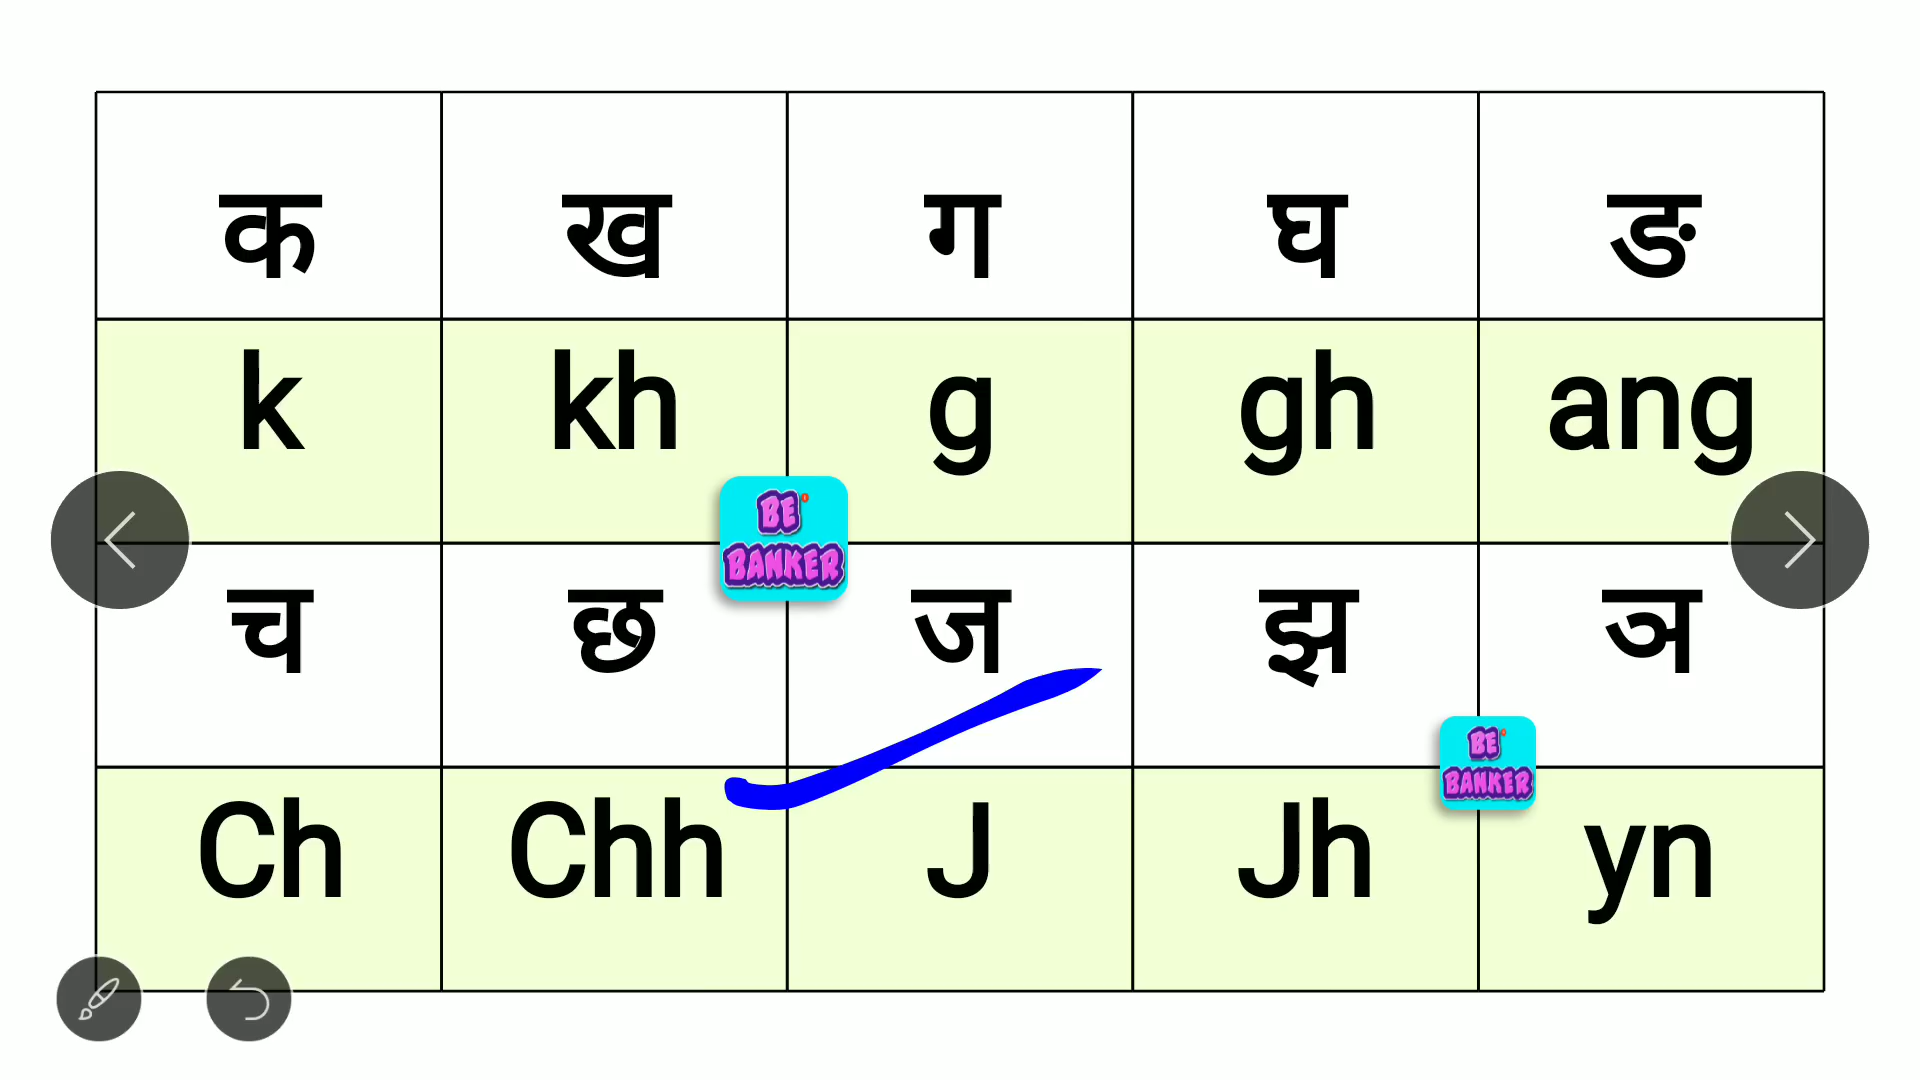 क ख ग घ ङ
k kh g gh ang
BE
BANKER
च छ ज झ ञ
BE
BANKER
Ch Chh J Jh yn